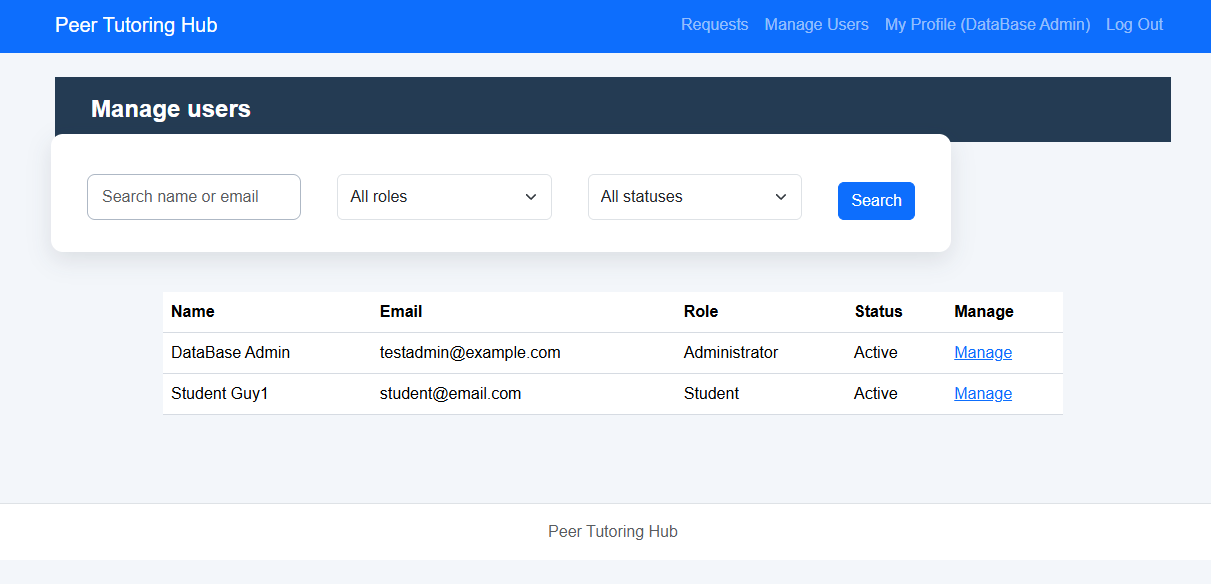 Peer Tutoring Hub Requests Manage Users My Profile (DataBase Admin) Log Out
Manage users
Search name or email All roles All statuses Search
Name Email Role Status Manage
DataBase Admin testadmin@example.com Administrator Active Manage
Student Guy1 student@email.com Student Active Manage
Peer Tutoring Hub